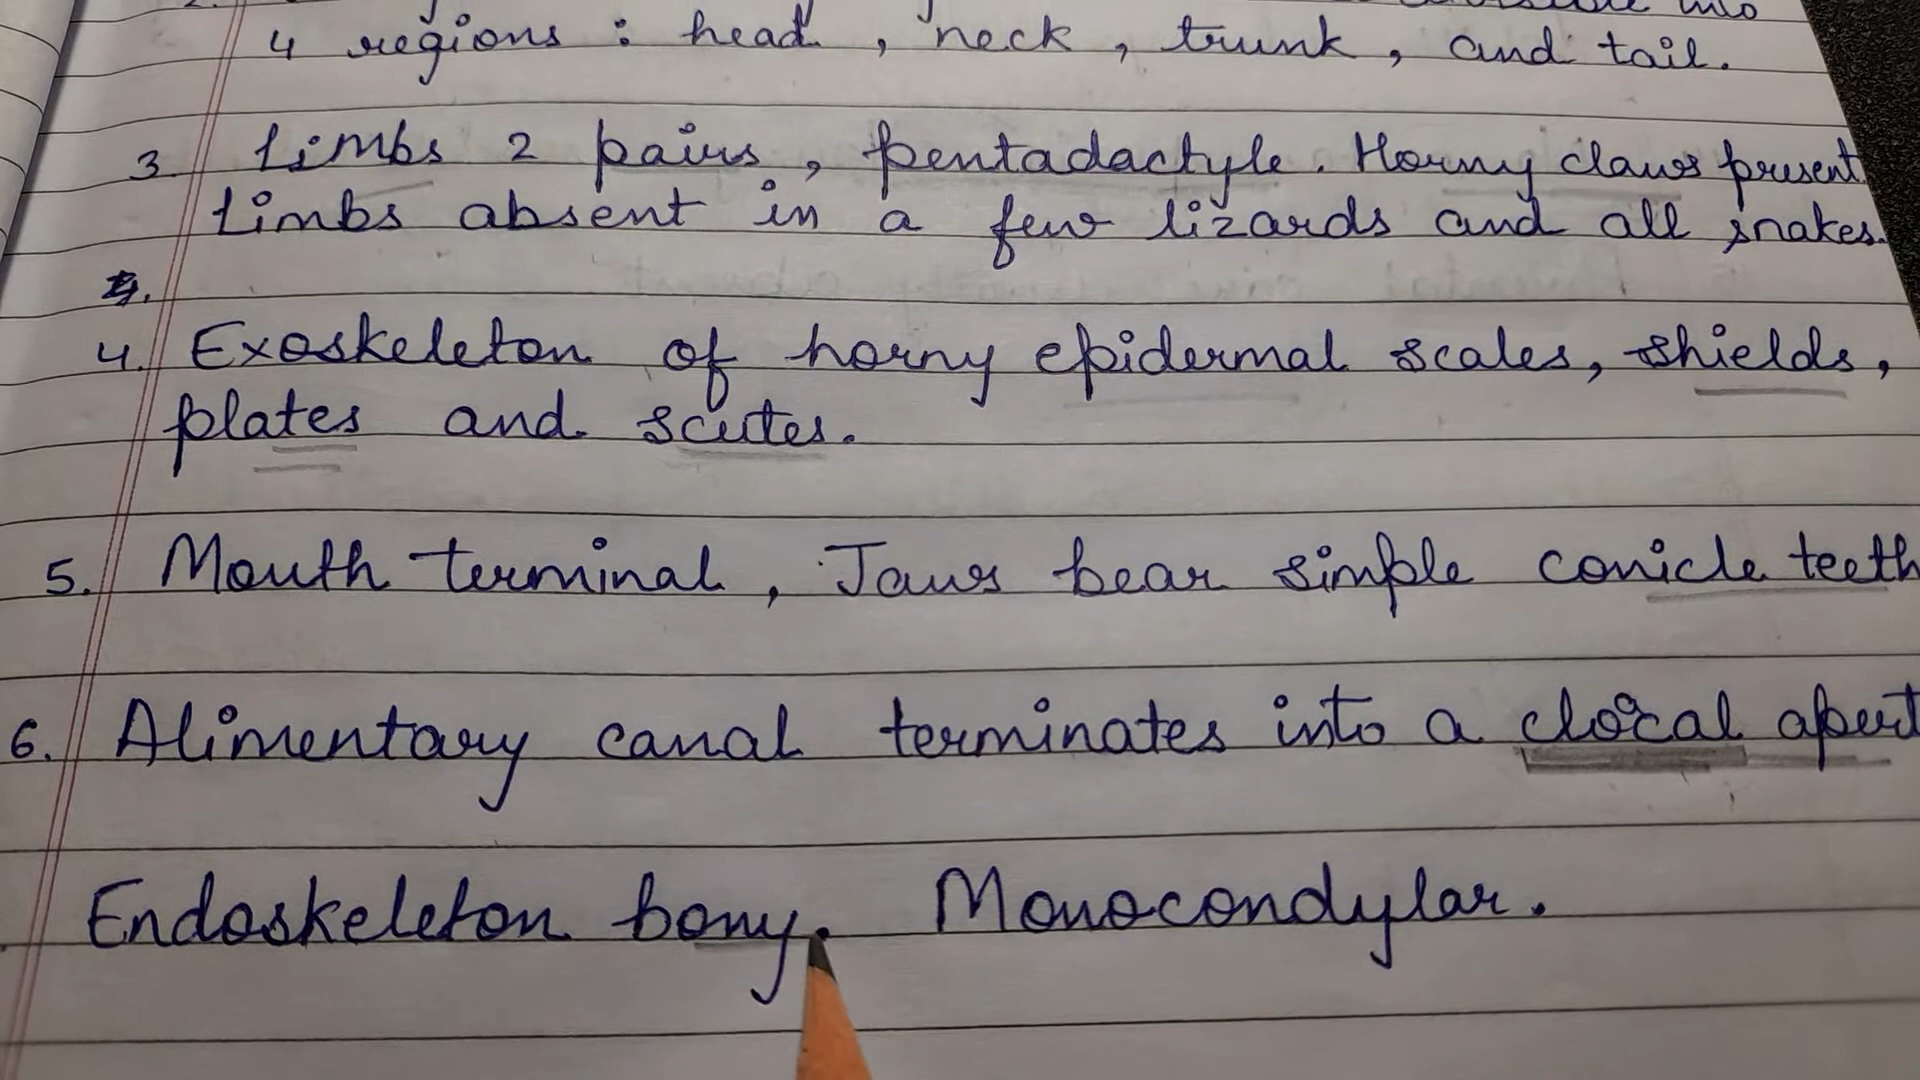 into
4 regions : head , neck , trunk , and tail.
3. Limbs 2 pairs , pentadactyle. Horny claws present.
Limbs absent in a few lizards and all snakes.
4. Exoskeleton of horny epidermal scales, shields,
plates and scutes.
5. Mouth terminal , Jaws bear simple conicle teeth
6. Alimentary canal terminates into a clocal apert
Endoskeleton bony. Monocondylar.